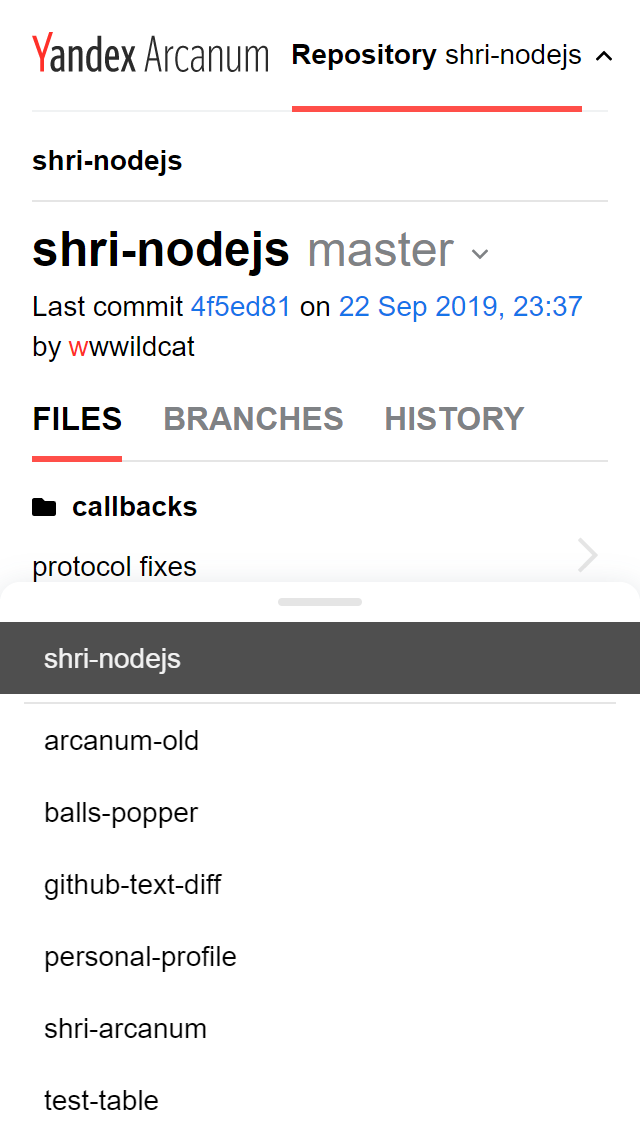 Yandex Arcanum Repository shri-nodejs
shri-nodejs
shri-nodejs master
Last commit 4f5ed81 on 22 Sep 2019, 23:37
by wwwildcat
FILES BRANCHES HISTORY
callbacks
protocol fixes
shri-nodejs
arcanum-old
balls-popper
github-text-diff
personal-profile
shri-arcanum
test-table